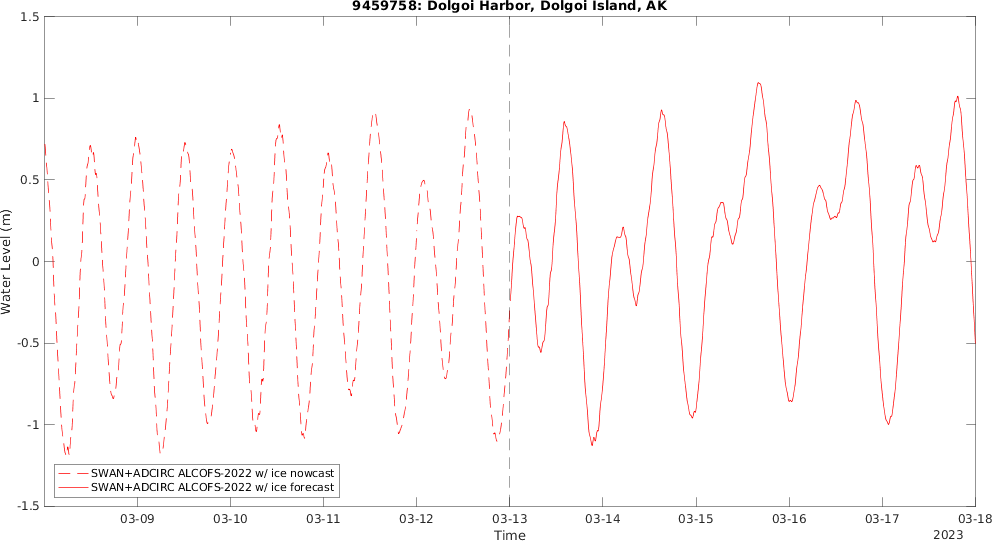 9459758: Dolgoi Harbor, Dolgoi Island, AK
1.5
1
0.5
0
-0.5
-1
-1.5
Water Level (m)
SWAN+ADCIRC ALCOFS-2022 w/ ice nowcast
SWAN+ADCIRC ALCOFS-2022 w/ ice forecast
03-09 03-10 03-11 03-12 03-13 03-14 03-15 03-16 03-17 03-18
Time
2023